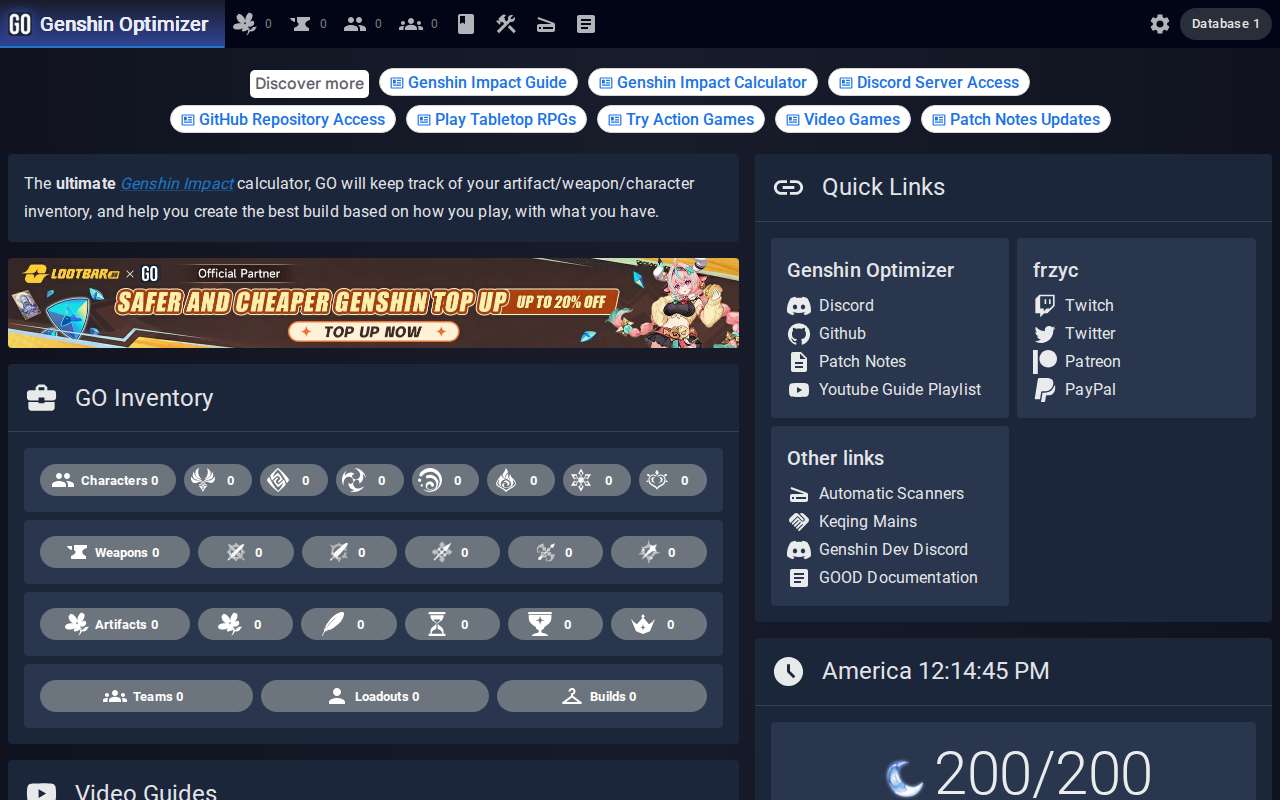 GO Genshin Optimizer 0 0 0 0 Database 1
Discover more Genshin Impact Guide Genshin Impact Calculator Discord Server Access
GitHub Repository Access Play Tabletop RPGs Try Action Games Video Games Patch Notes Updates
The ultimate Genshin Impact calculator, GO will keep track of your artifact/weapon/character
inventory, and help you create the best build based on how you play, with what you have.
LOOTBAR.GG × GO Official Partner
SAFER AND CHEAPER GENSHIN TOP UP UP TO 20% OFF
TOP UP NOW
GO Inventory
Characters 0 0 0 0 0 0 0 0
Weapons 0 0 0 0 0 0
Artifacts 0 0 0 0 0 0
Teams 0 Loadouts 0 Builds 0
Video Guides
Quick Links
Genshin Optimizer
Discord
Github
Patch Notes
Youtube Guide Playlist
frzyc
Twitch
Twitter
Patreon
PayPal
Other links
Automatic Scanners
Keqing Mains
Genshin Dev Discord
GOOD Documentation
America 12:14:45 PM
200/200